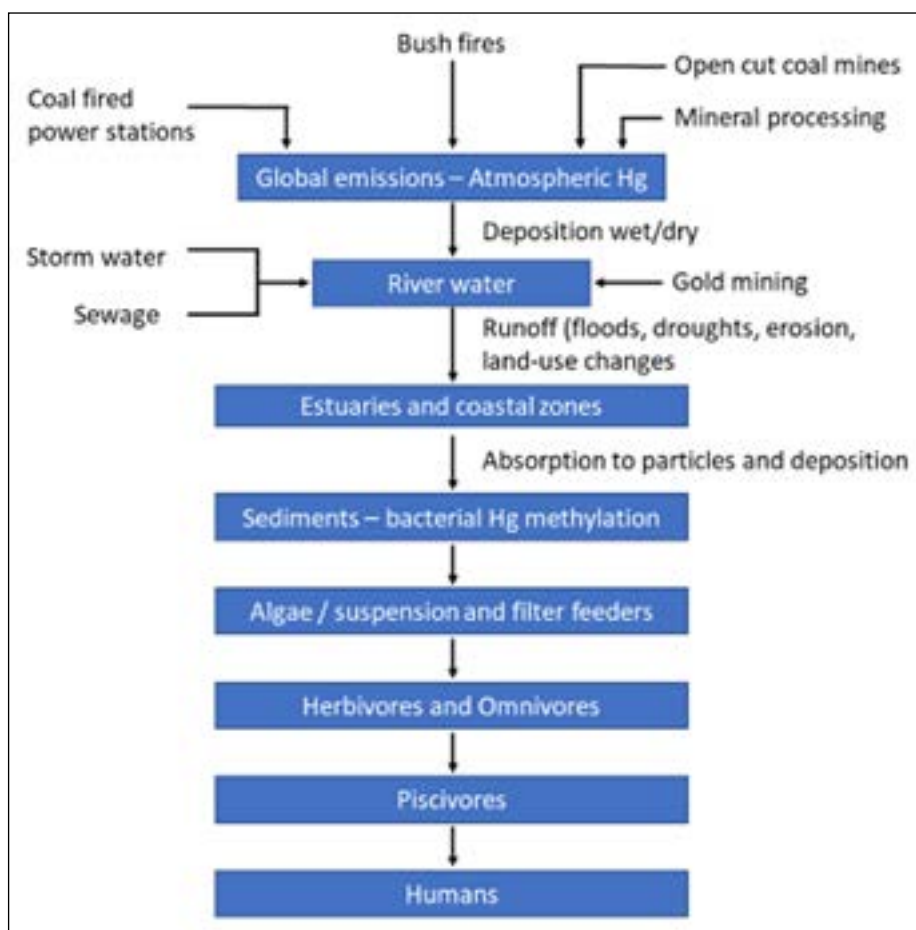 Bush fires
Open cut coal mines
Coal fired
power stations
Mineral processing
Global emissions – Atmospheric Hg
Deposition wet/dry
Storm water
River water
Gold mining
Sewage
Runoff (floods, droughts, erosion,
land-use changes
Estuaries and coastal zones
Absorption to particles and deposition
Sediments – bacterial Hg methylation
Algae / suspension and filter feeders
Herbivores and Omnivores
Piscivores
Humans